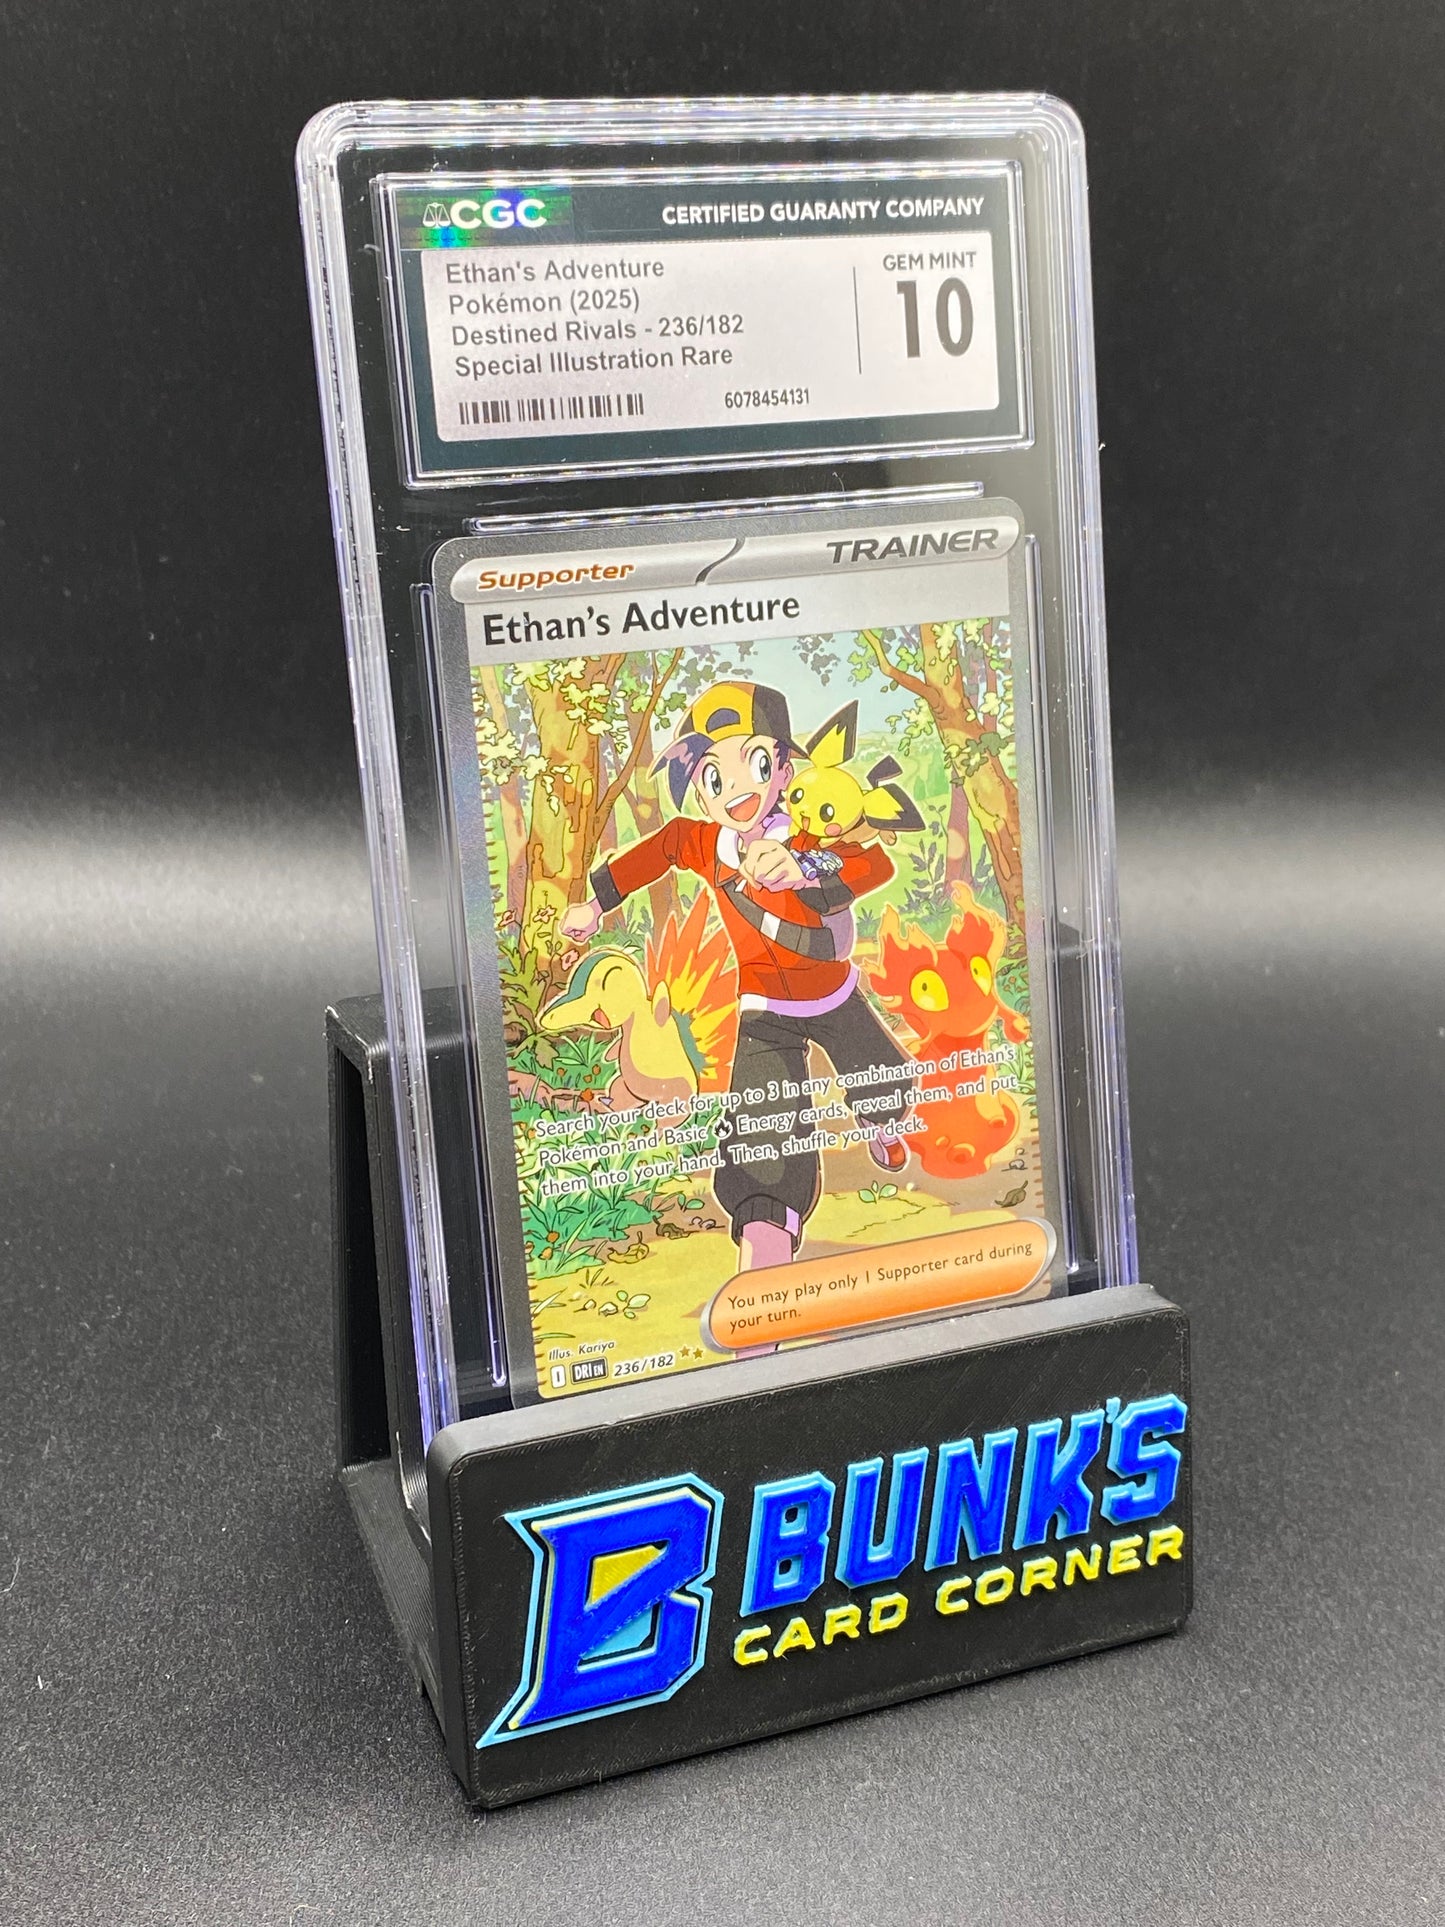 CGC
CERTIFIED GUARANTY COMPANY
Ethan's Adventure
Pokémon (2025)
Destined Rivals - 236/182
Special Illustration Rare
6078454131
GEM MINT
10
Supporter
TRAINER
Ethan's Adventure
Search your deck for up to 3 in any combination of Ethan's
Pokémon and Basic Energy cards, reveal them, and put
them into your hand. Then, shuffle your deck.
You may play only 1 Supporter card during
your turn.
Illus. Kariya
I DRI EN 236/182
B
BUNK'S
CARD CORNER